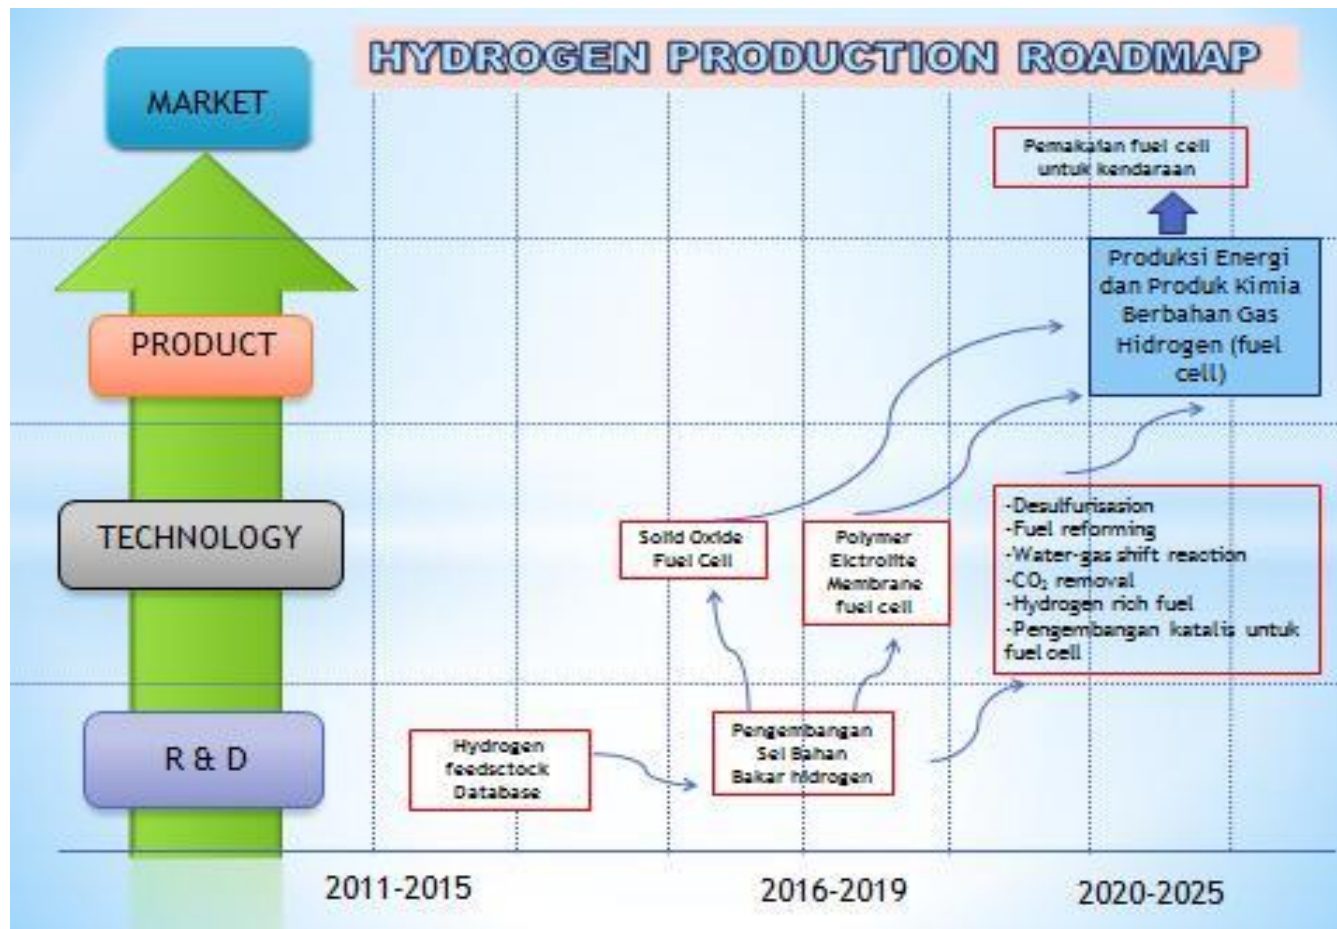 HYDROGEN PRODUCTION ROADMAP
MARKET
Pemakaian fuel cell
untuk kendaraan
Produksi Energi
dan Produk Kimia
Berbahan Gas
Hidrogen (fuel
cell)
PRODUCT
TECHNOLOGY
Solid Oxide
Fuel Cell
Polymer
Elctrolite
Membrane
fuel cell
-Desulfurisasion
-Fuel reforming
-Water-gas shift reaction
-CO₂ removal
-Hydrogen rich fuel
-Pengembangan katalis untuk
fuel cell
R & D
Hydrogen
feedsctock
Database
Pengembangan
Sel Bahan
Bakar hidrogen
2011-2015
2016-2019
2020-2025